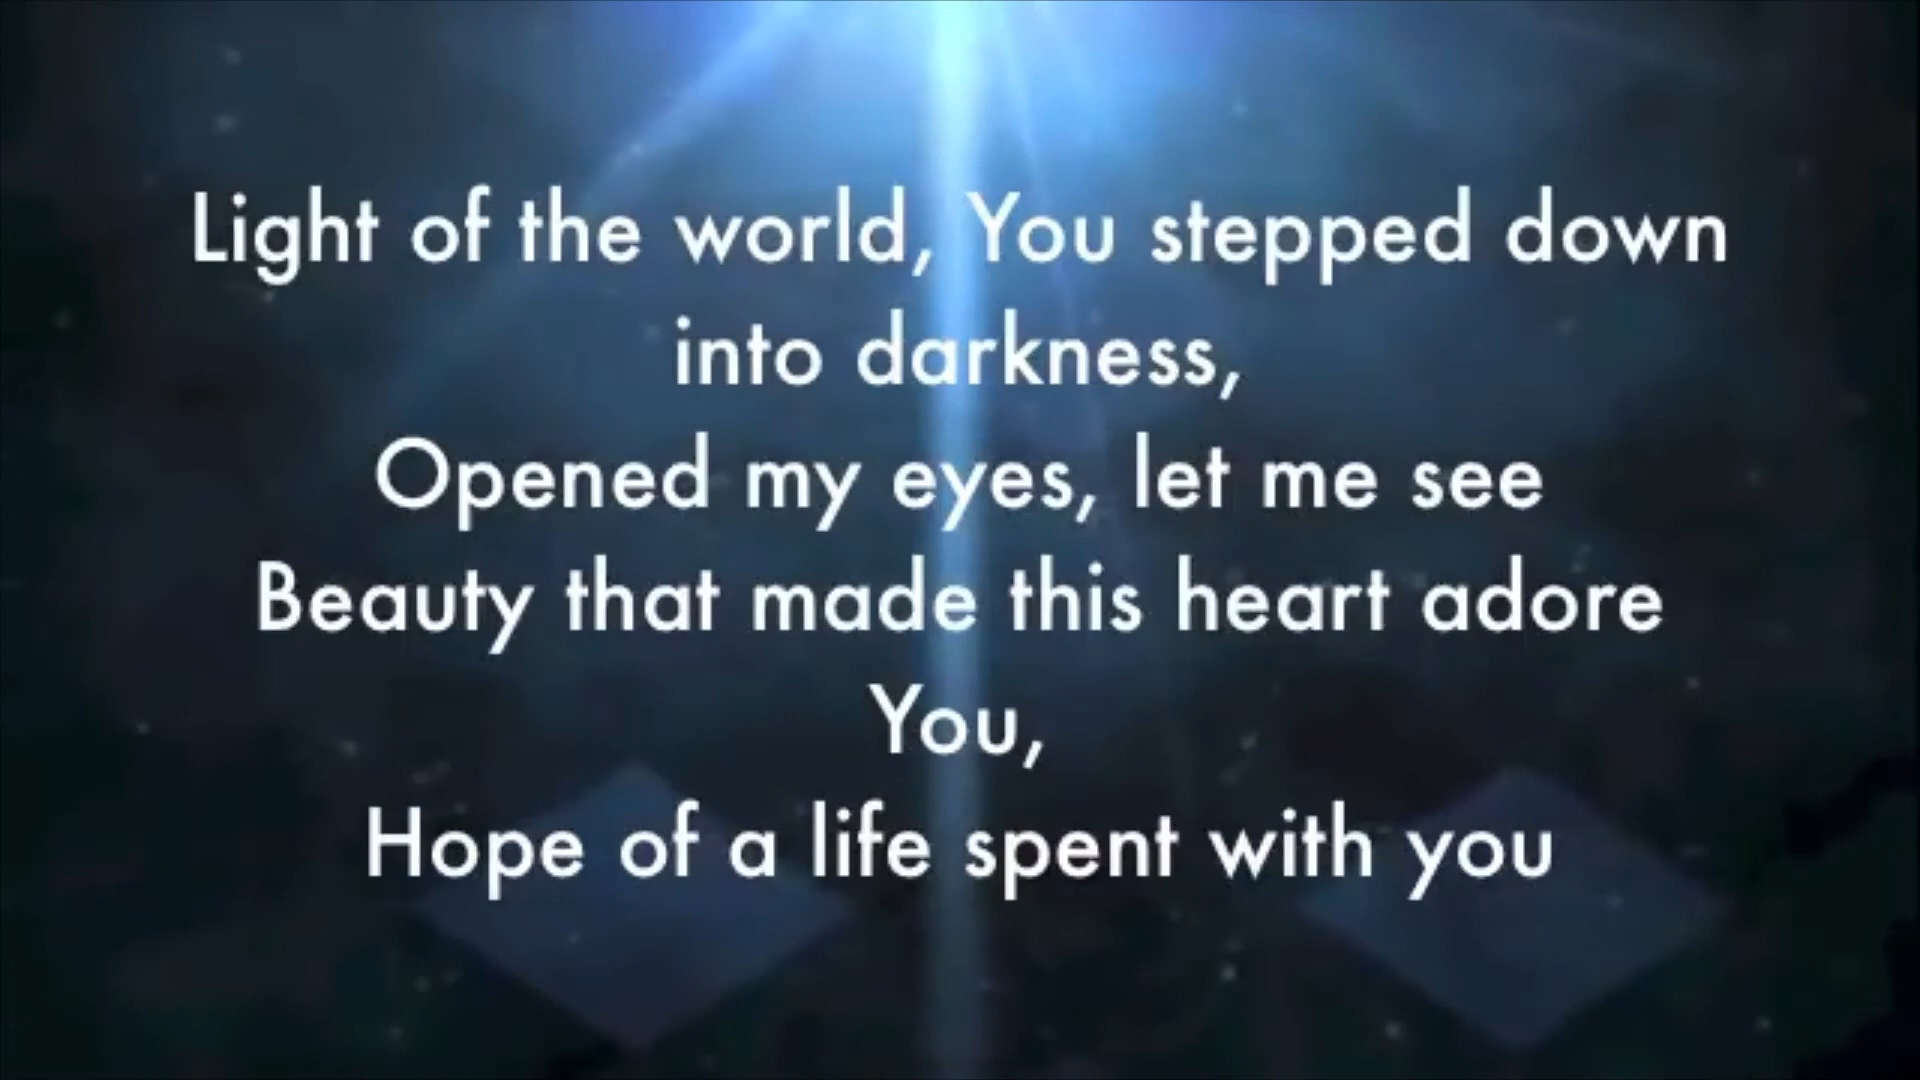 Light of the world, You stepped down
into darkness,
Opened my eyes, let me see
Beauty that made this heart adore
You,
Hope of a life spent with you